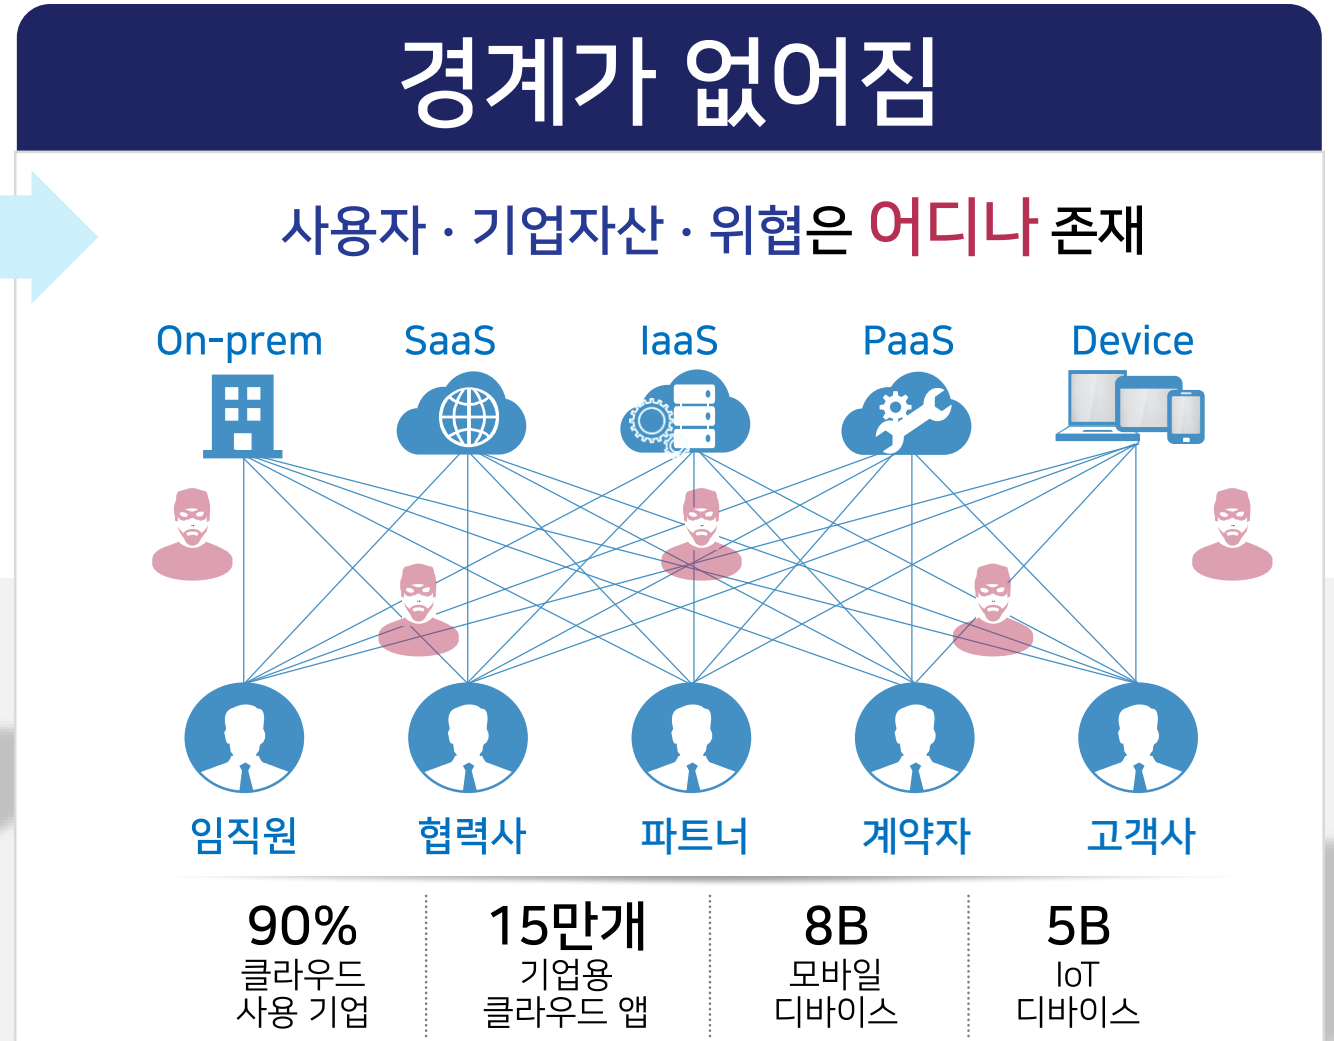 경계가 없어짐
사용자 · 기업자산 · 위협은 어디나 존재
On-prem SaaS IaaS PaaS Device
임직원 협력사 파트너 계약자 고객사
90% 15만개 8B 5B
클라우드 기업용 모바일 IoT
사용 기업 클라우드 앱 디바이스 디바이스